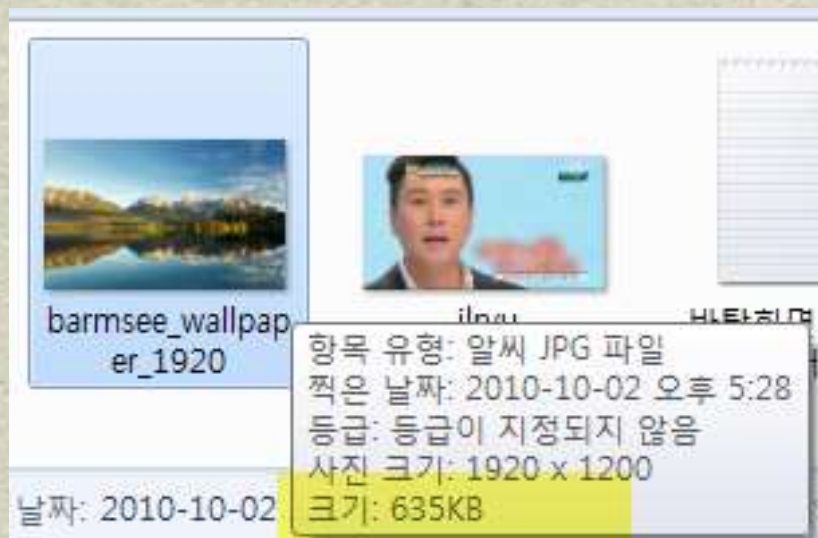 barmsee_wallpap
er_1920
항목 유형: 알씨 JPG 파일
찍은 날짜: 2010-10-02 오후 5:28
등급: 등급이 지정되지 않음
사진 크기: 1920 x 1200
크기: 635KB
날짜: 2010-10-02